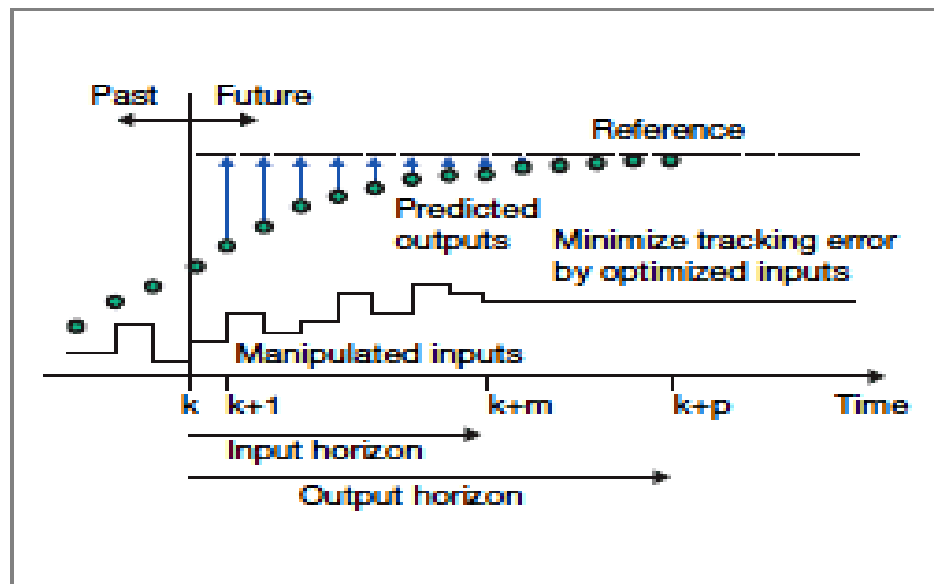 Past Future
Reference
Predicted
outputs
Minimize tracking error
by optimized inputs
Manipulated inputs
k k+1 k+m k+p Time
Input horizon
Output horizon